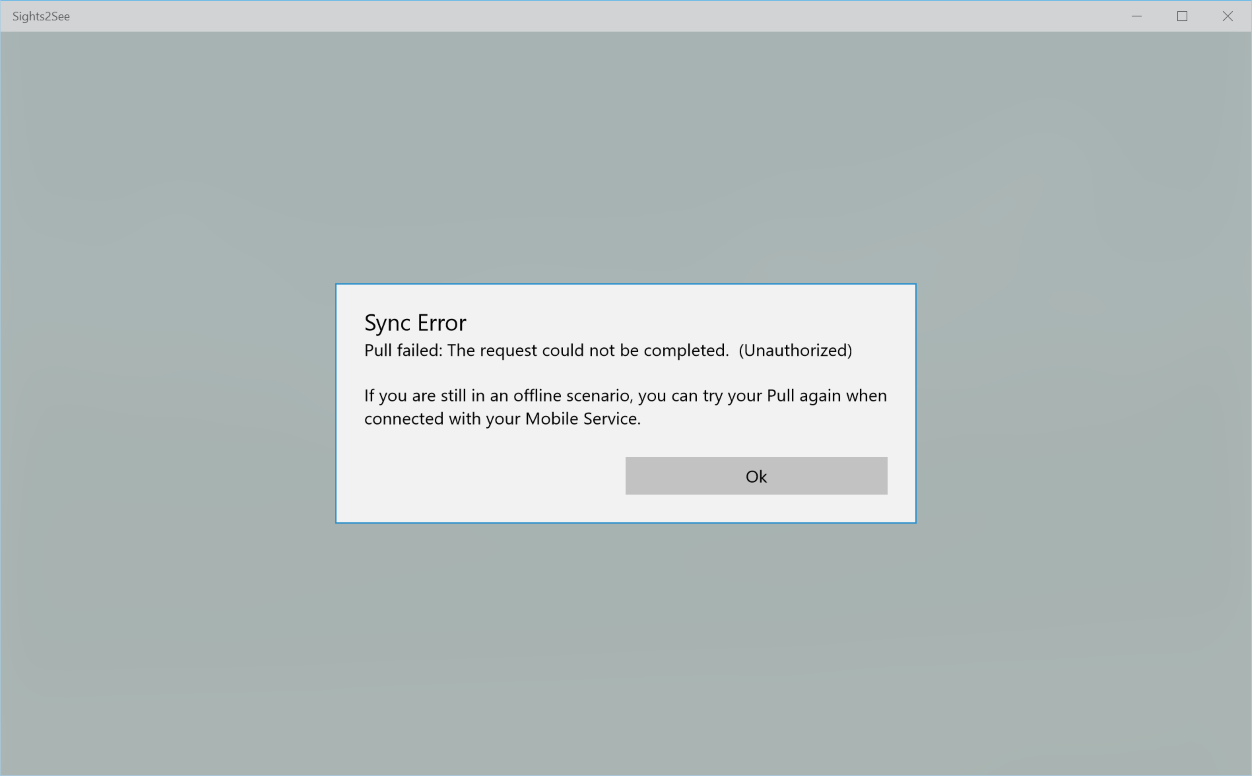 Sights2See
Sync Error
Pull failed: The request could not be completed.  (Unauthorized)
If you are still in an offline scenario, you can try your Pull again when
connected with your Mobile Service.
Ok